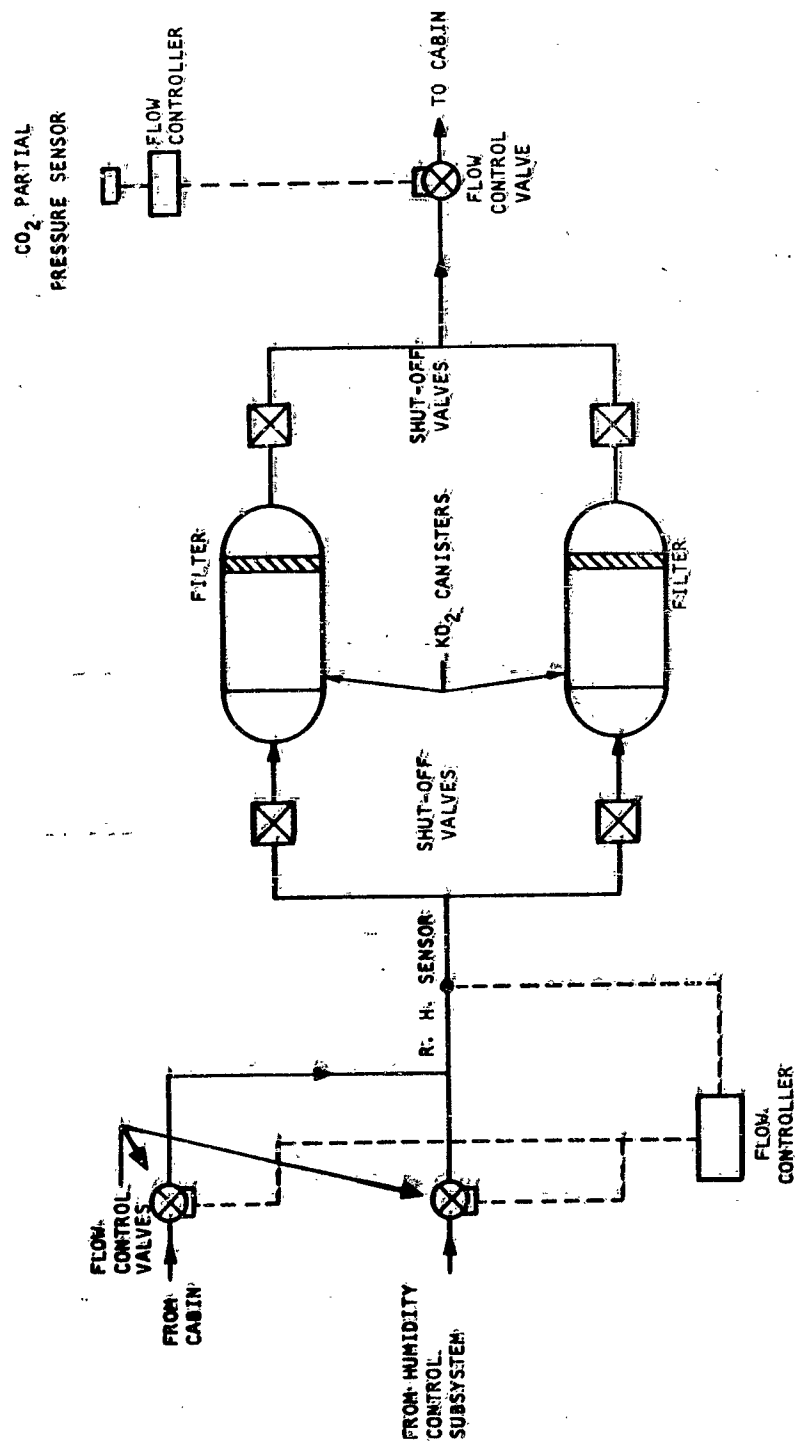 CO2 PARTIAL
PRESSURE SENSOR
FLOW
CONTROLLER
TO CABIN
FLOW
CONTROL
VALVE
SHUT-OFF
VALVES
FILTER
KO2 CANISTERS
FILTER
SHUT-OFF
VALVES
R. H. SENSOR
FLOW
CONTROL
VALVES
FROM
CABIN
FROM HUMIDITY
CONTROL
SUBSYSTEM
FLOW
CONTROLLER